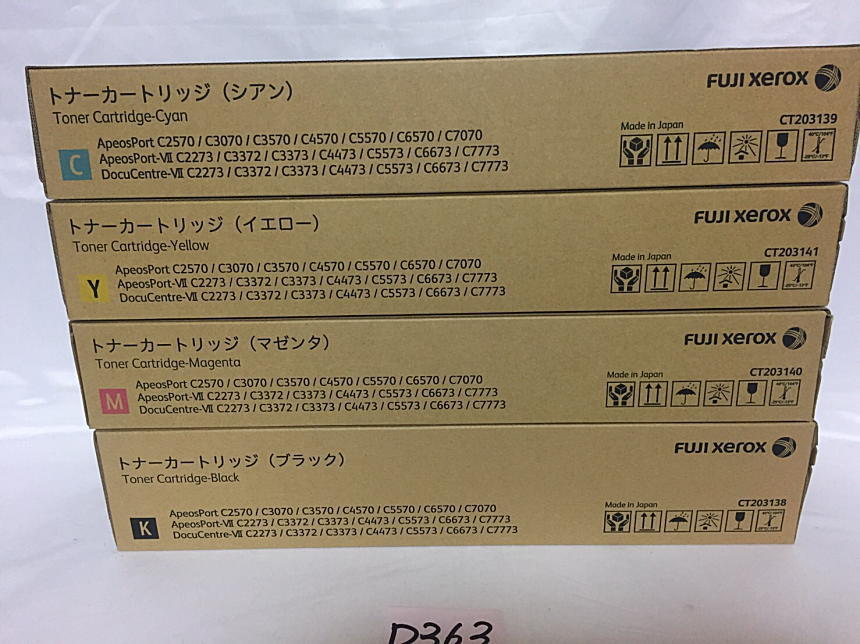 トナーカートリッジ（シアン）
Toner Cartridge-Cyan
C
ApeosPort C2570 / C3070 / C3570 / C4570 / C5570 / C6570 / C7070
ApeosPort-Ⅶ C2273 / C3372 / C3373 / C4473 / C5573 / C6673 / C7773
DocuCentre-Ⅶ C2273 / C3372 / C3373 / C4473 / C5573 / C6673 / C7773
FUJI xerox
CT203139
Made in Japan
トナーカートリッジ（イエロー）
Toner Cartridge-Yellow
Y
ApeosPort C2570 / C3070 / C3570 / C4570 / C5570 / C6570 / C7070
ApeosPort-Ⅶ C2273 / C3372 / C3373 / C4473 / C5573 / C6673 / C7773
DocuCentre-Ⅶ C2273 / C3372 / C3373 / C4473 / C5573 / C6673 / C7773
FUJI xerox
CT203141
Made in Japan
トナーカートリッジ（マゼンタ）
Toner Cartridge-Magenta
M
ApeosPort C2570 / C3070 / C3570 / C4570 / C5570 / C6570 / C7070
ApeosPort-Ⅶ C2273 / C3372 / C3373 / C4473 / C5573 / C6673 / C7773
DocuCentre-Ⅶ C2273 / C3372 / C3373 / C4473 / C5573 / C6673 / C7773
FUJI xerox
CT203140
Made in Japan
トナーカートリッジ（ブラック）
Toner Cartridge-Black
K
ApeosPort C2570 / C3070 / C3570 / C4570 / C5570 / C6570 / C7070
ApeosPort-Ⅶ C2273 / C3372 / C3373 / C4473 / C5573 / C6673 / C7773
DocuCentre-Ⅶ C2273 / C3372 / C3373 / C4473 / C5573 / C6673 / C7773
FUJI xerox
CT203138
Made in Japan
D363